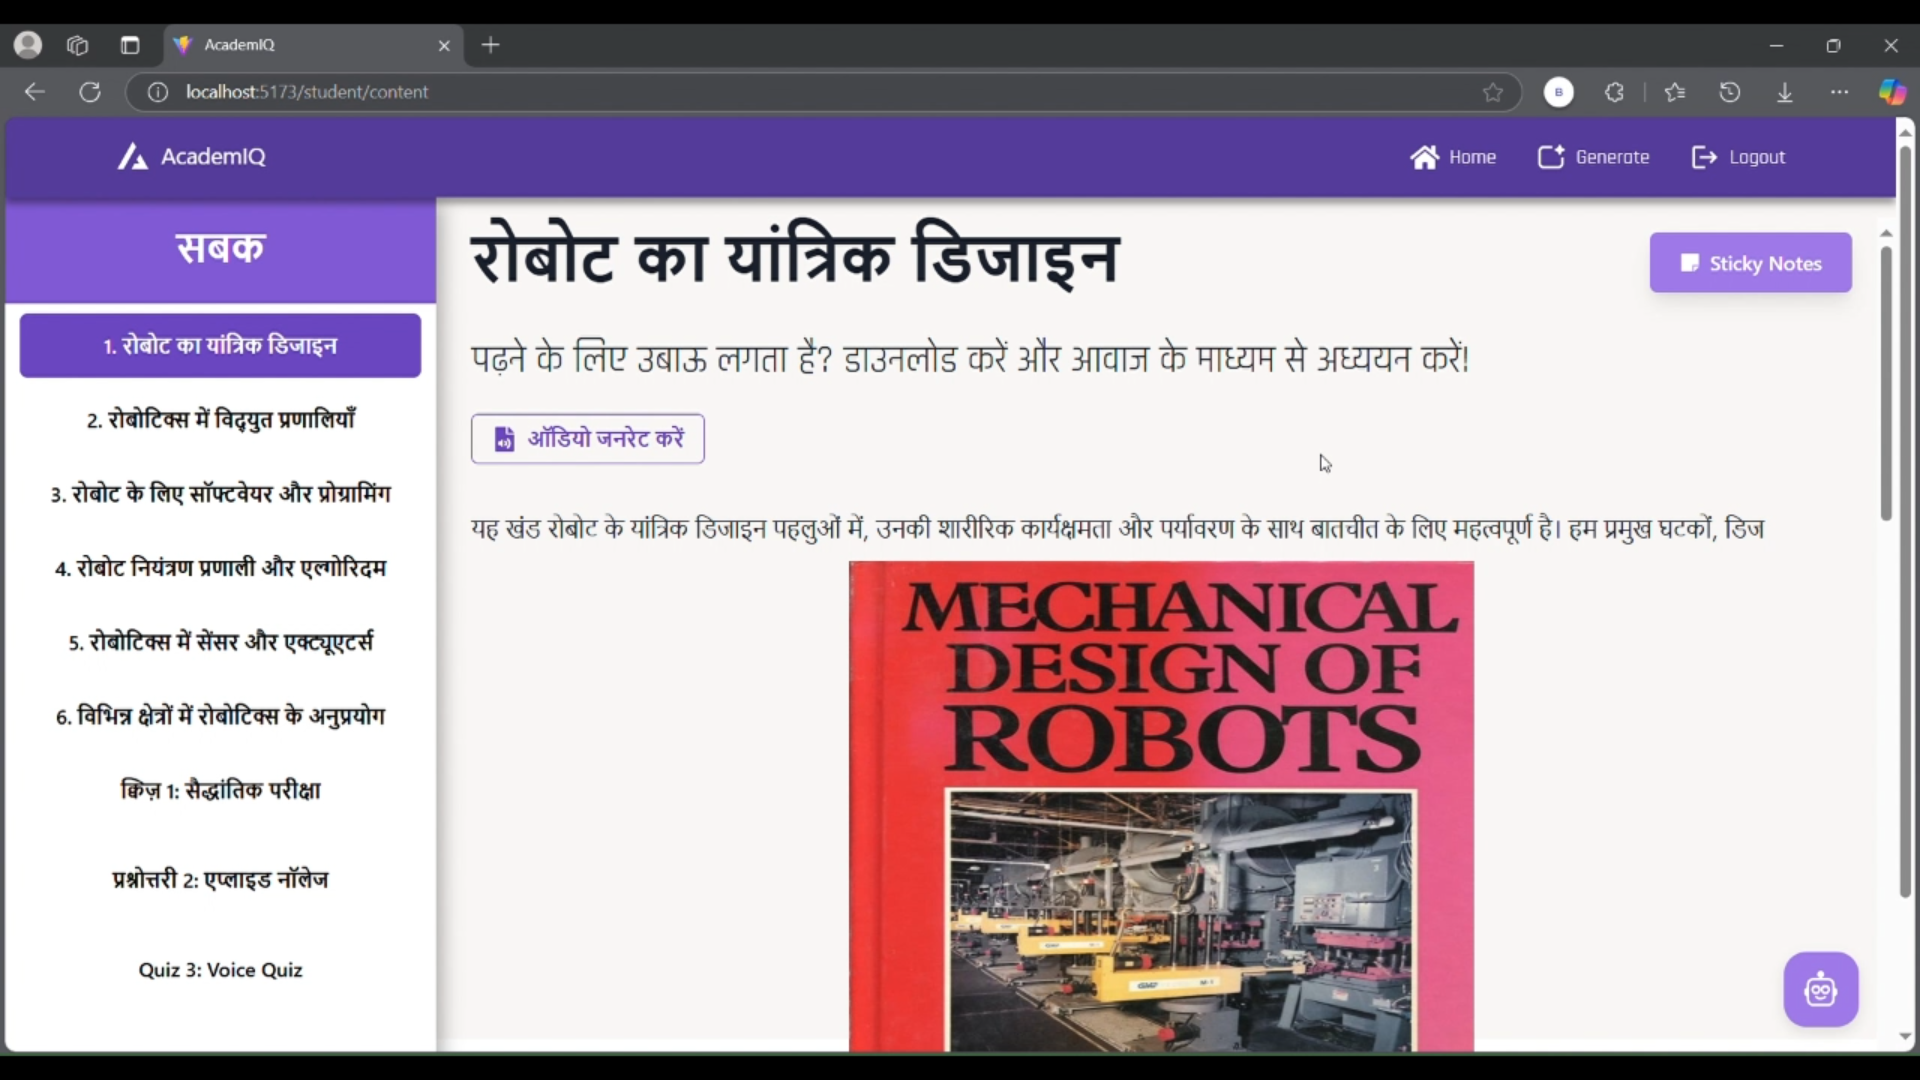 AcademIQ
localhost:5173/student/content
B
AcademIQ
Home
Generate
Logout
सबक
1. रोबोट का यांत्रिक डिजाइन
2. रोबोटिक्स में विद्युत प्रणालियाँ
3. रोबोट के लिए सॉफ्टवेयर और प्रोग्रामिंग
4. रोबोट नियंत्रण प्रणाली और एल्गोरिदम
5. रोबोटिक्स में सेंसर और एक्ट्यूएटर्स
6. विभिन्न क्षेत्रों में रोबोटिक्स के अनुप्रयोग
क्विज़ 1: सैद्धांतिक परीक्षा
प्रश्नोत्तरी 2: एप्लाइड नॉलेज
Quiz 3: Voice Quiz
रोबोट का यांत्रिक डिजाइन
Sticky Notes
पढ़ने के लिए उबाऊ लगता है? डाउनलोड करें और आवाज के माध्यम से अध्ययन करें!
ऑडियो जनरेट करें
यह खंड रोबोट के यांत्रिक डिजाइन पहलुओं में, उनकी शारीरिक कार्यक्षमता और पर्यावरण के साथ बातचीत के लिए महत्वपूर्ण है। हम प्रमुख घटकों, डिज
MECHANICAL
DESIGN OF
ROBOTS